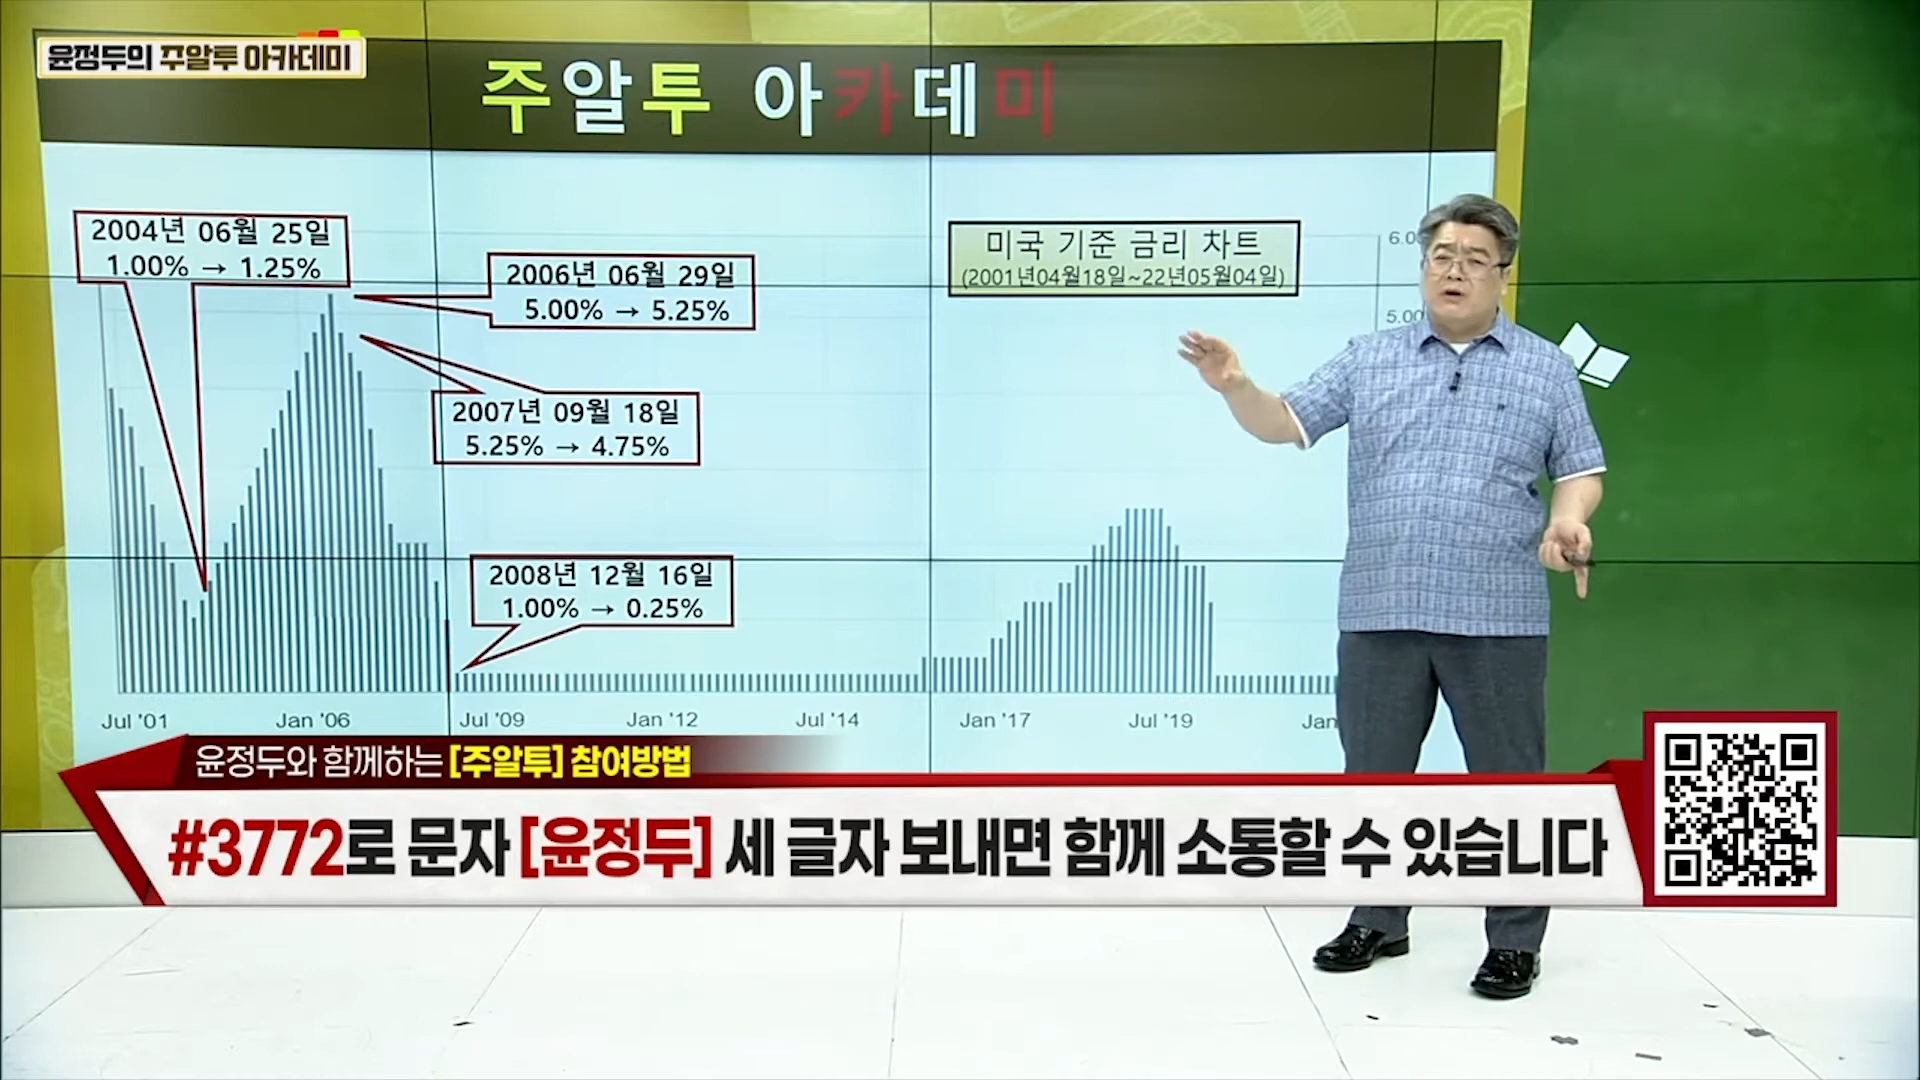 윤정두의 주알투 아카데미
주알투 아카데미
2004년 06월 25일
1.00% → 1.25%
2006년 06월 29일
5.00% → 5.25%
미국 기준 금리 차트
(2001년04월18일~22년05월04일)
6.00
5.00
2007년 09월 18일
5.25% → 4.75%
2008년 12월 16일
1.00% → 0.25%
Jul '01 Jan '06 Jul '09 Jan '12 Jul '14 Jan '17 Jul '19 Jan
윤정두와 함께하는 [주알투] 참여방법
#3772로 문자 [윤정두] 세 글자 보내면 함께 소통할 수 있습니다